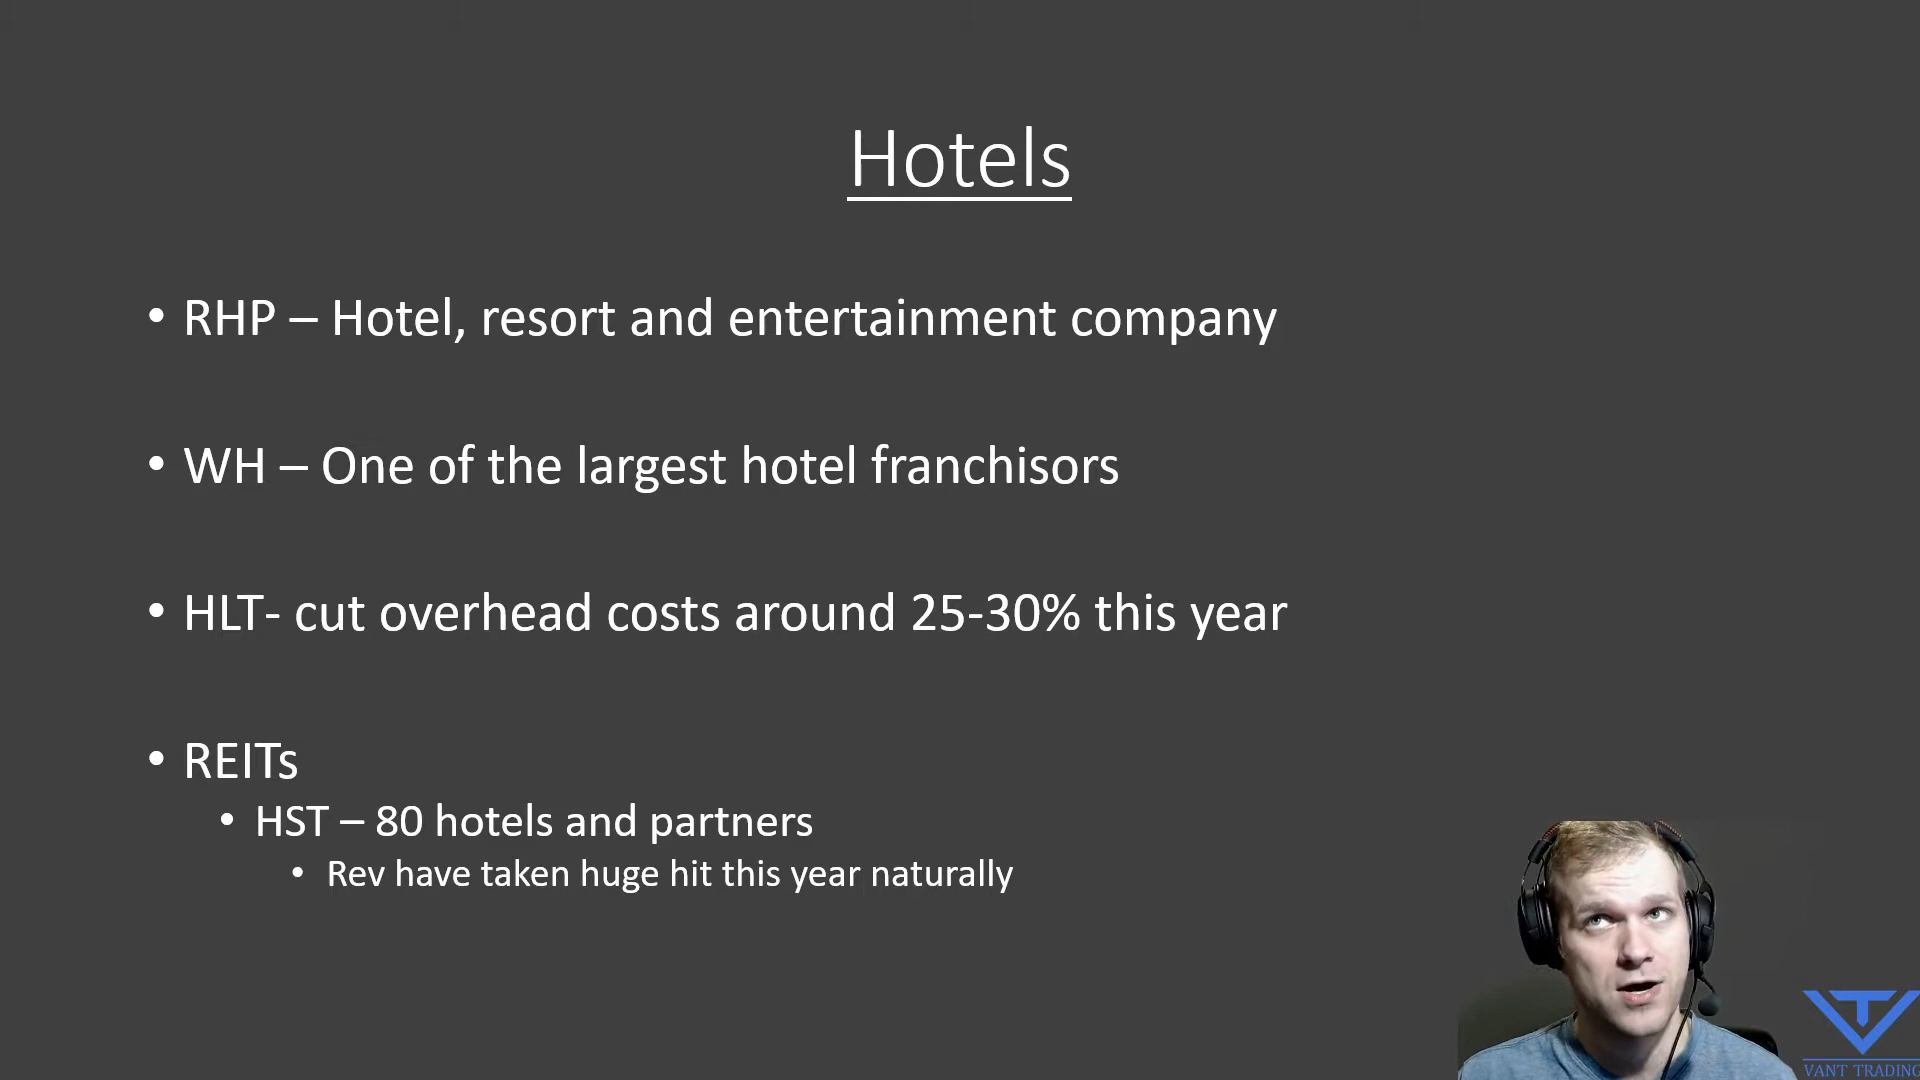 Hotels
• RHP – Hotel, resort and entertainment company
• WH – One of the largest hotel franchisors
• HLT- cut overhead costs around 25-30% this year
• REITs
• HST – 80 hotels and partners
• Rev have taken huge hit this year naturally
VANT TRADING